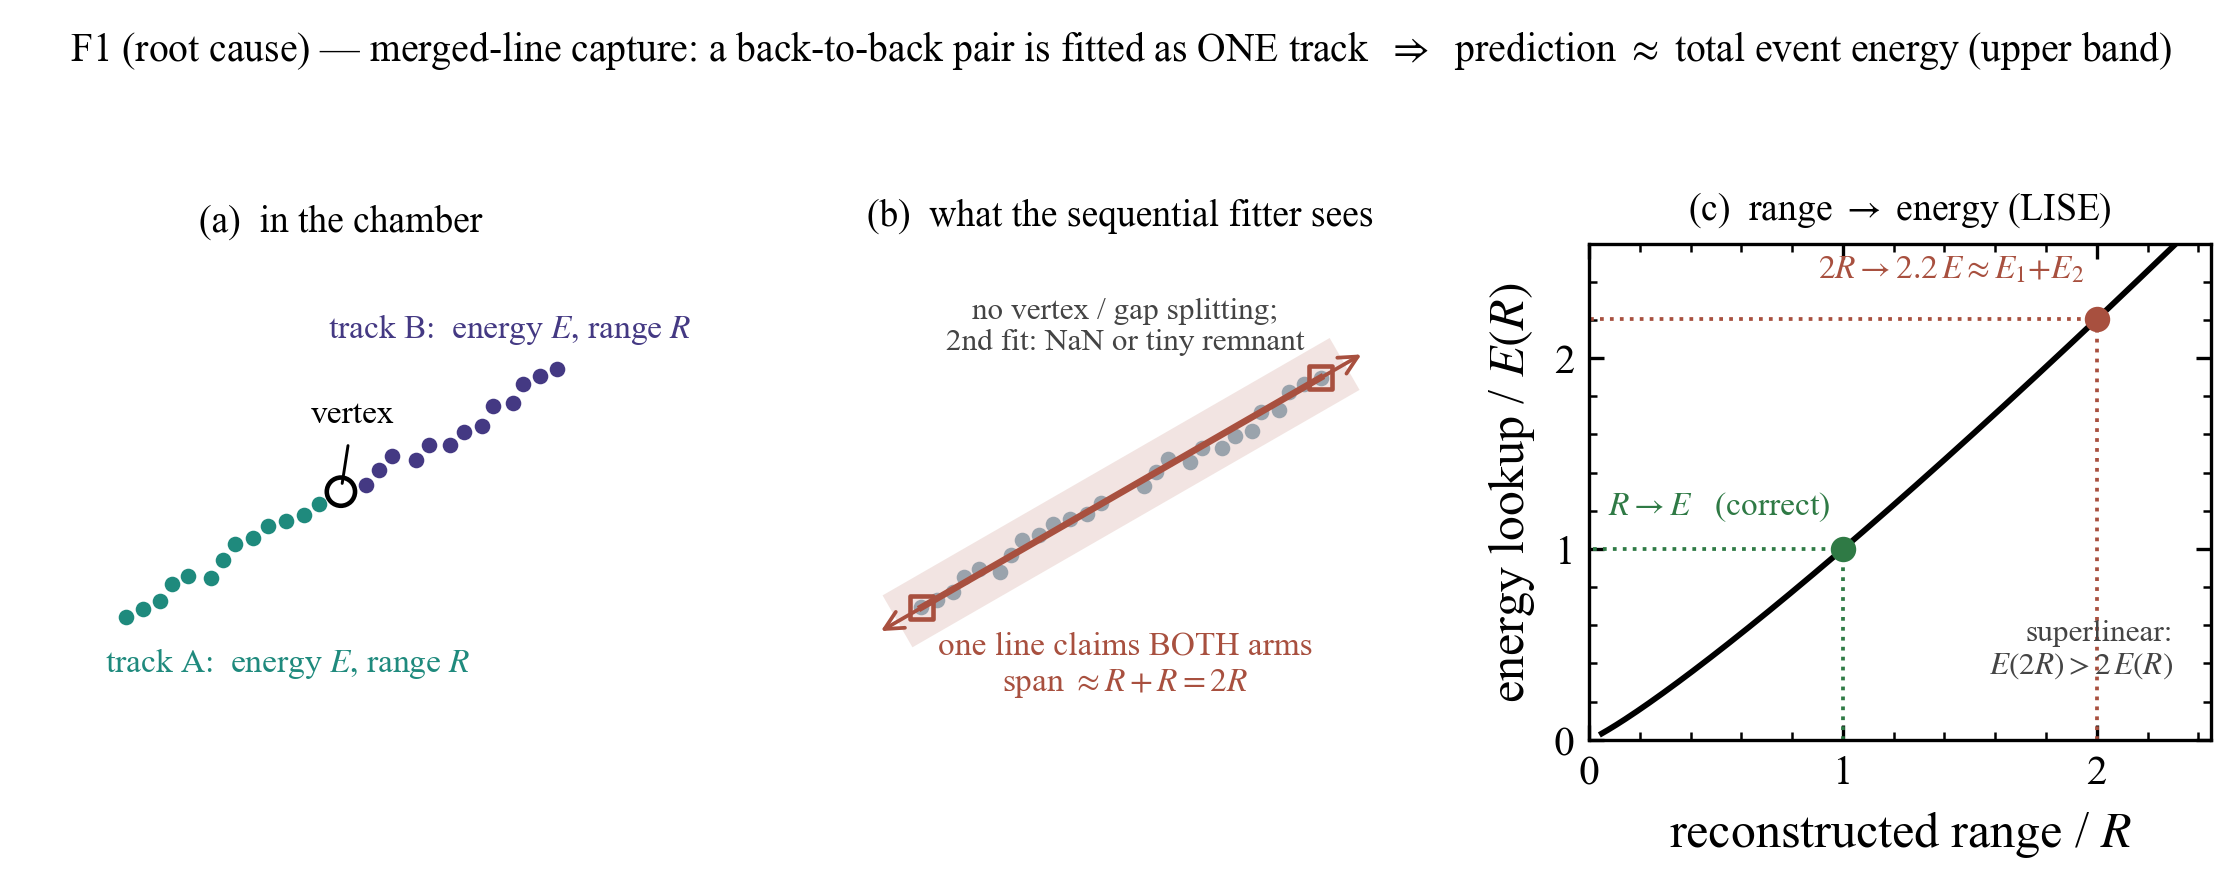 F1 (root cause) — merged-line capture: a back-to-back pair is fitted as ONE track ⇒ prediction ≈ total event energy (upper band)
(a) in the chamber
track B: energy E, range R
vertex
track A: energy E, range R
(b) what the sequential fitter sees
no vertex / gap splitting;
2nd fit: NaN or tiny remnant
one line claims BOTH arms
span ≈ R + R = 2R
(c) range → energy (LISE)
energy lookup / E(R)
2R → 2.2 E ≈ E₁+E₂
R → E (correct)
superlinear:
E(2R) > 2 E(R)
2
1
0
0 1 2
reconstructed range / R